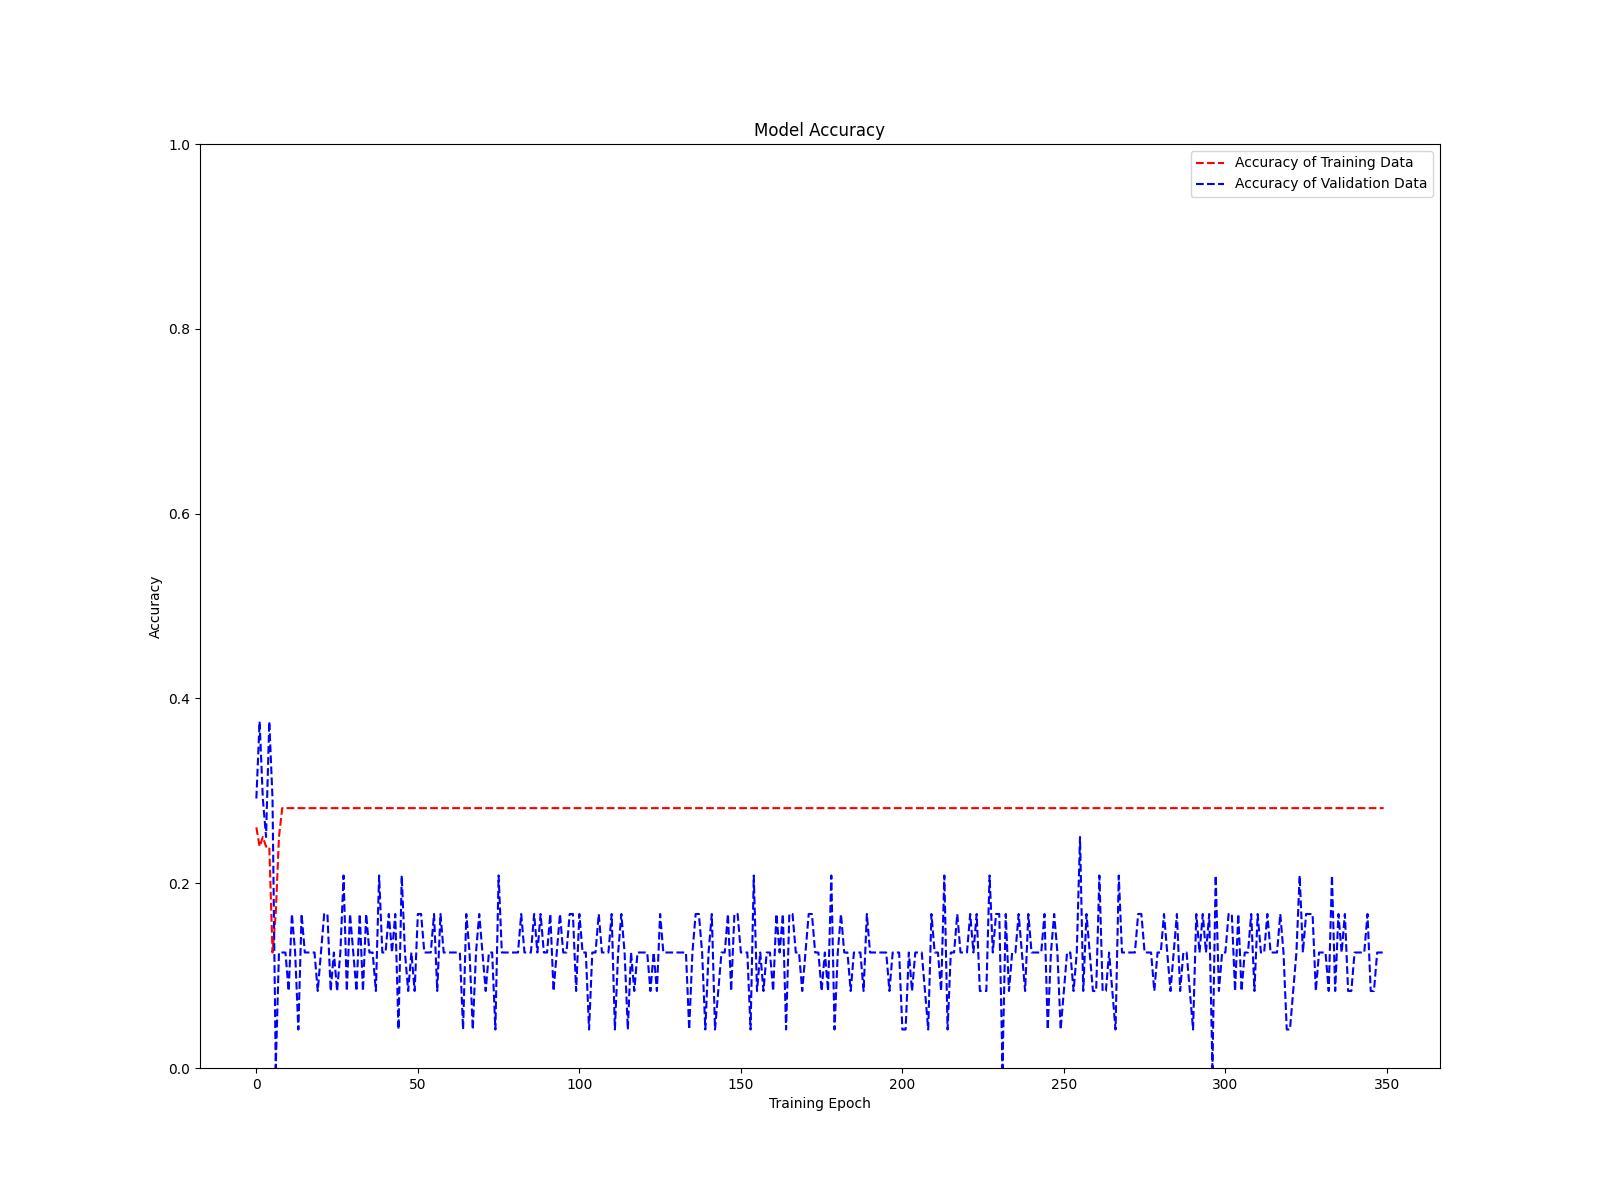 Model Accuracy
Accuracy of Training Data
Accuracy of Validation Data
1.0
0.8
0.6
0.4
0.2
0.0
Accuracy
0 50 100 150 200 250 300 350
Training Epoch